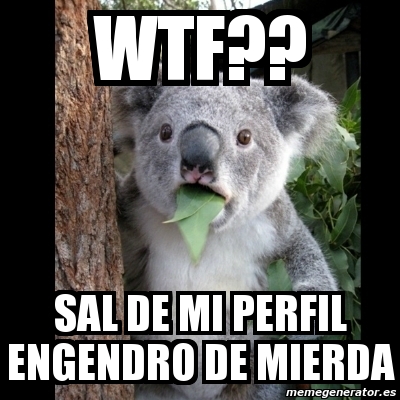 WTF??
SAL DE MI PERFIL
ENGENDRO DE MIERDA
memegenerator.es